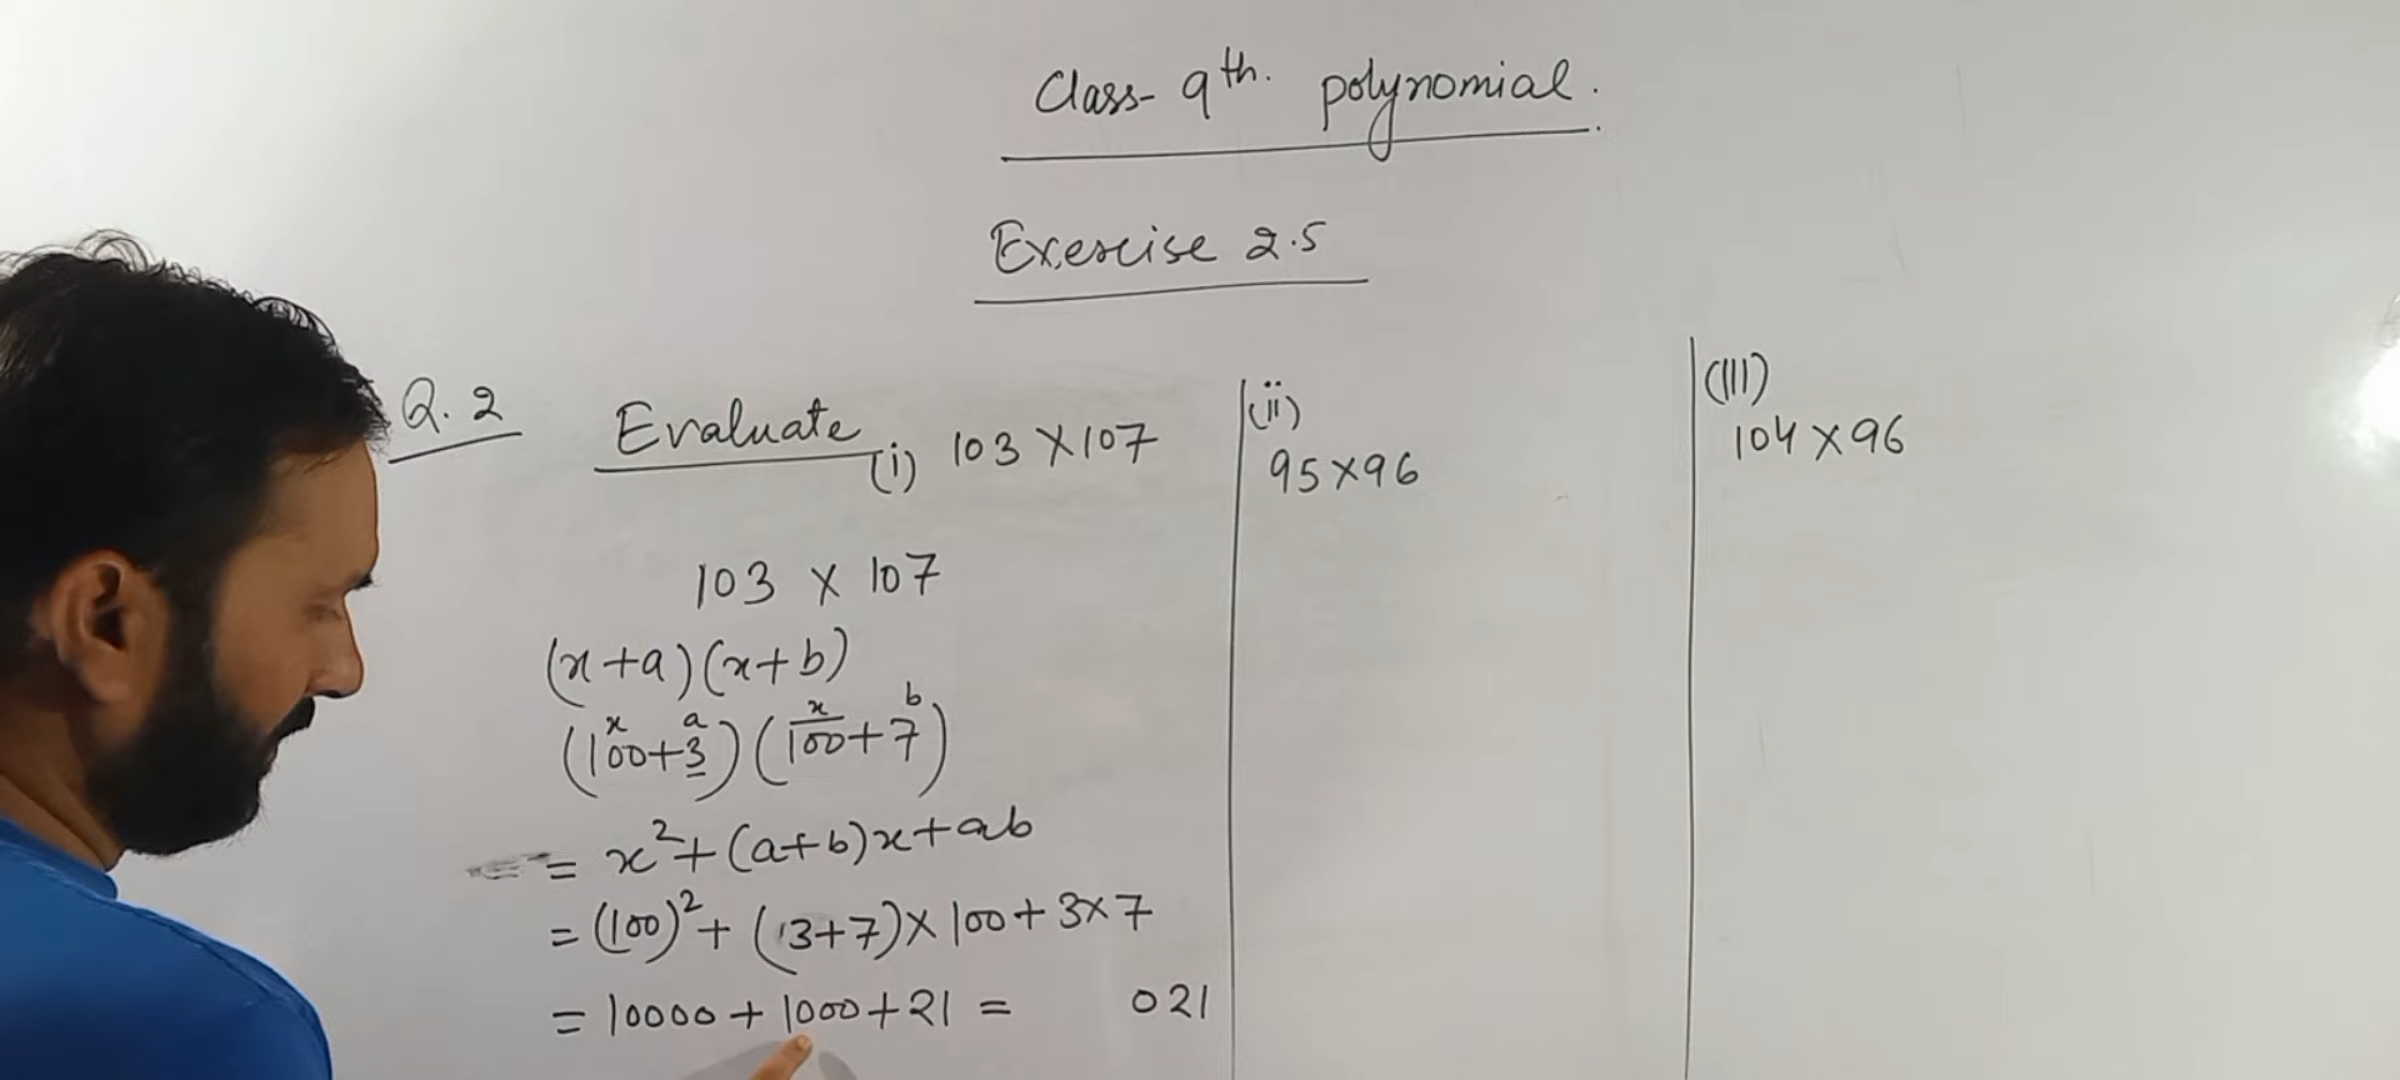 Class- 9th. polynomial.
Exercise 2.5
Q. 2 Evaluate (i) 103 × 107
103 × 107
(x+a)(x+b)
x a x b
(100+3)(100+7)
= x²+(a+b)x+ab
= (100)²+(3+7)×100+3×7
= 10000+1000+21 = 021
(ii)
95×96
(III)
104×96